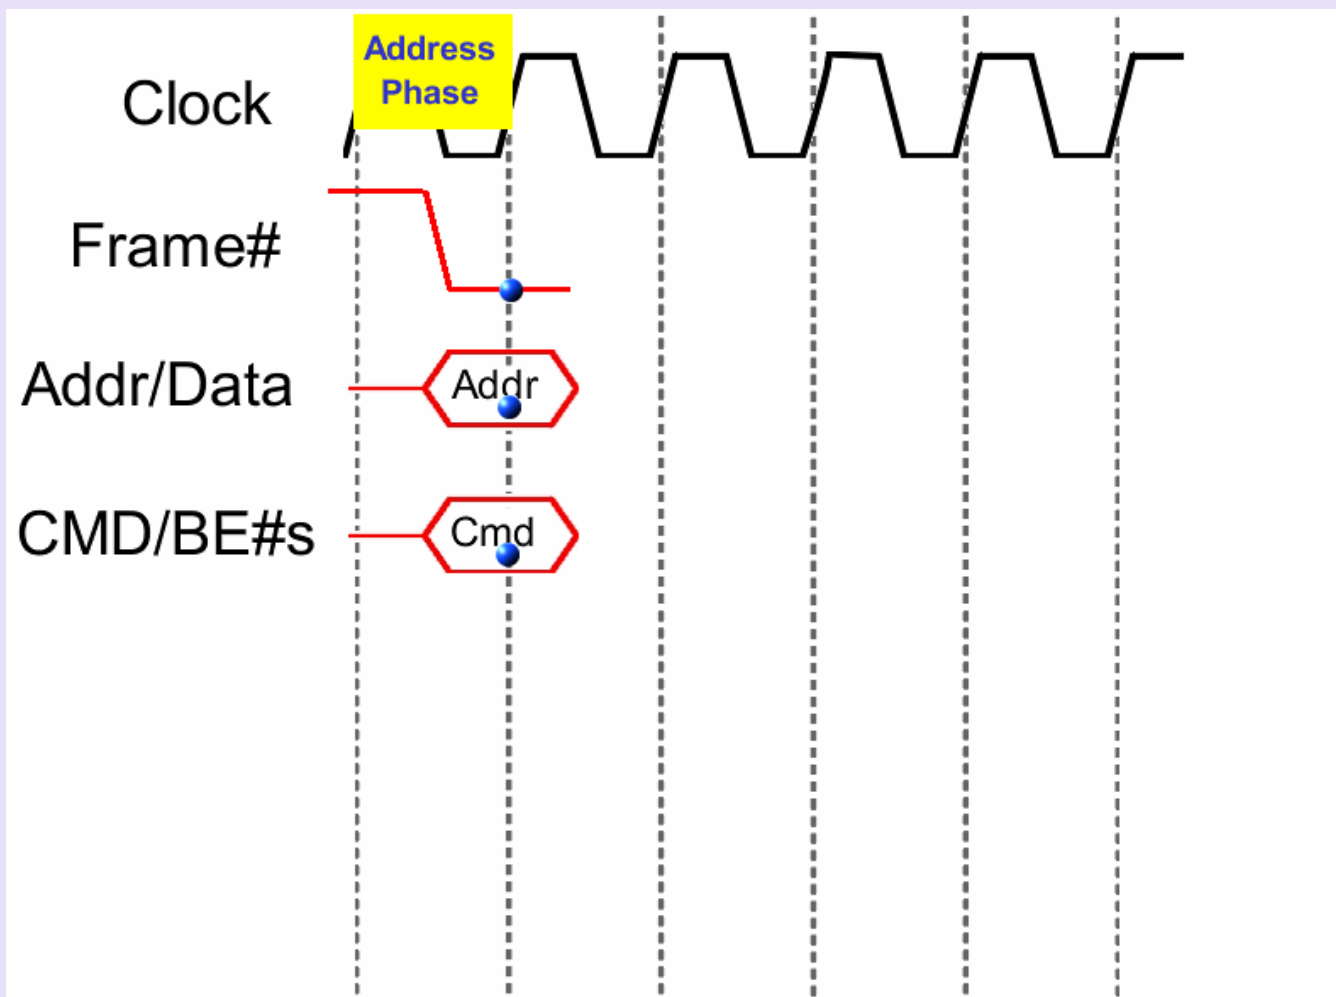 Address
Phase
Clock
Frame#
Addr/Data
Addr
CMD/BE#s
Cmd